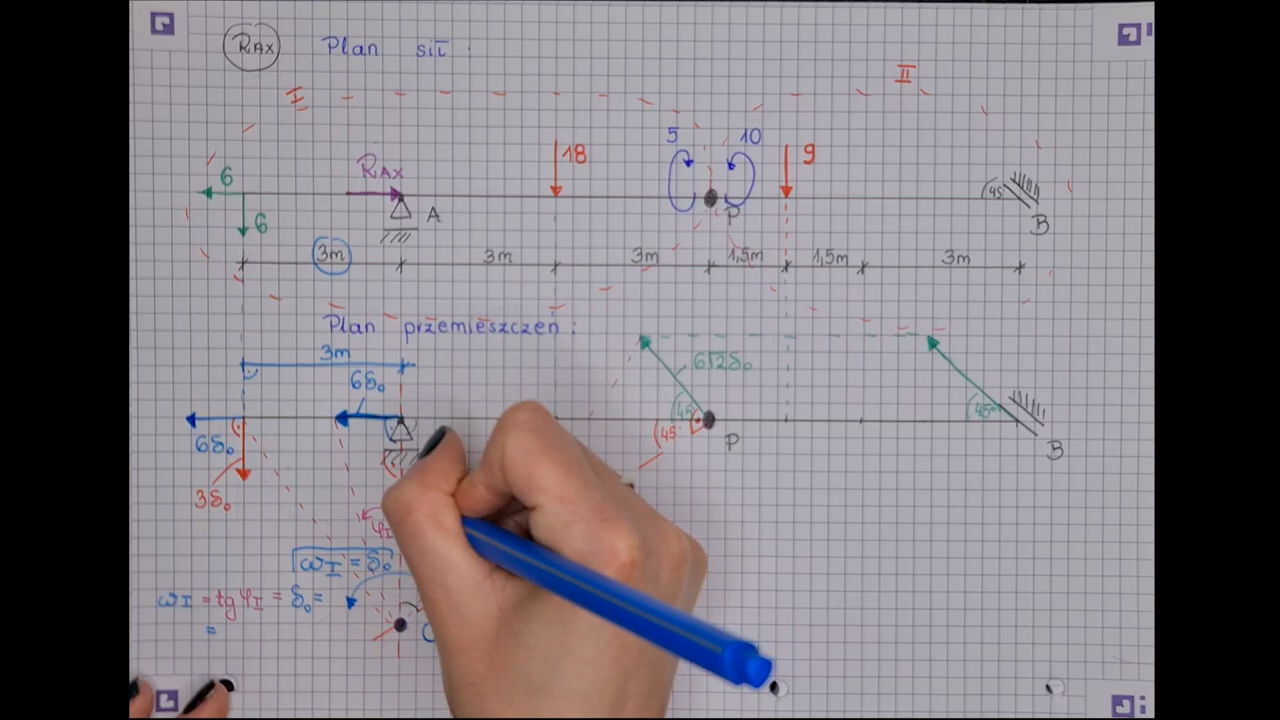 RAX Plan sił :
I
II
5 10
18 9
6 RAX
6 A P 45 B
3m 3m 3m 1,5m 1,5m 3m
Plan przemieszczeń :
3m
6δ₀ 6√2δ₀
6δ₀ 45 45°
45° P B
3δ₀
φI
ωI = δ₀
ωI = tg φI = δ₀ =
=